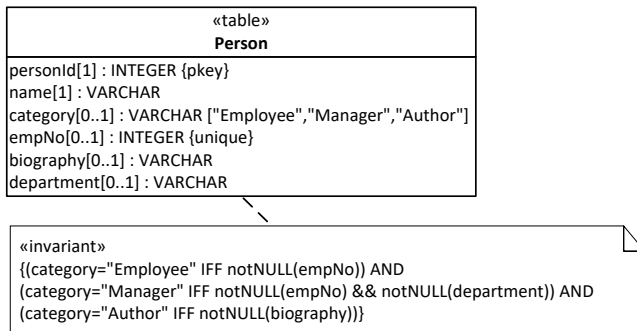 «table»
Person
personId[1] : INTEGER {pkey}
name[1] : VARCHAR
category[0..1] : VARCHAR ["Employee","Manager","Author"]
empNo[0..1] : INTEGER {unique}
biography[0..1] : VARCHAR
department[0..1] : VARCHAR
«invariant»
{(category="Employee" IFF notNULL(empNo)) AND
(category="Manager" IFF notNULL(empNo) && notNULL(department)) AND
(category="Author" IFF notNULL(biography))}